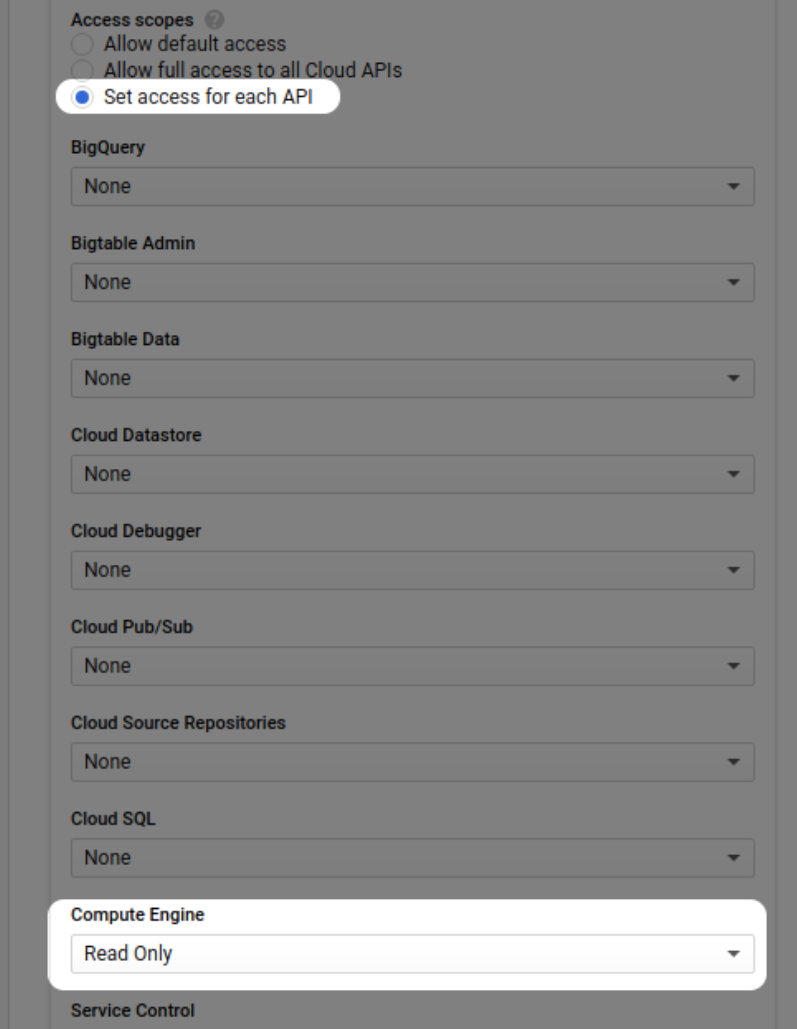 Access scopes ?
Allow default access
Allow full access to all Cloud APIs
Set access for each API
BigQuery
None
Bigtable Admin
None
Bigtable Data
None
Cloud Datastore
None
Cloud Debugger
None
Cloud Pub/Sub
None
Cloud Source Repositories
None
Cloud SQL
None
Compute Engine
Read Only
Service Control